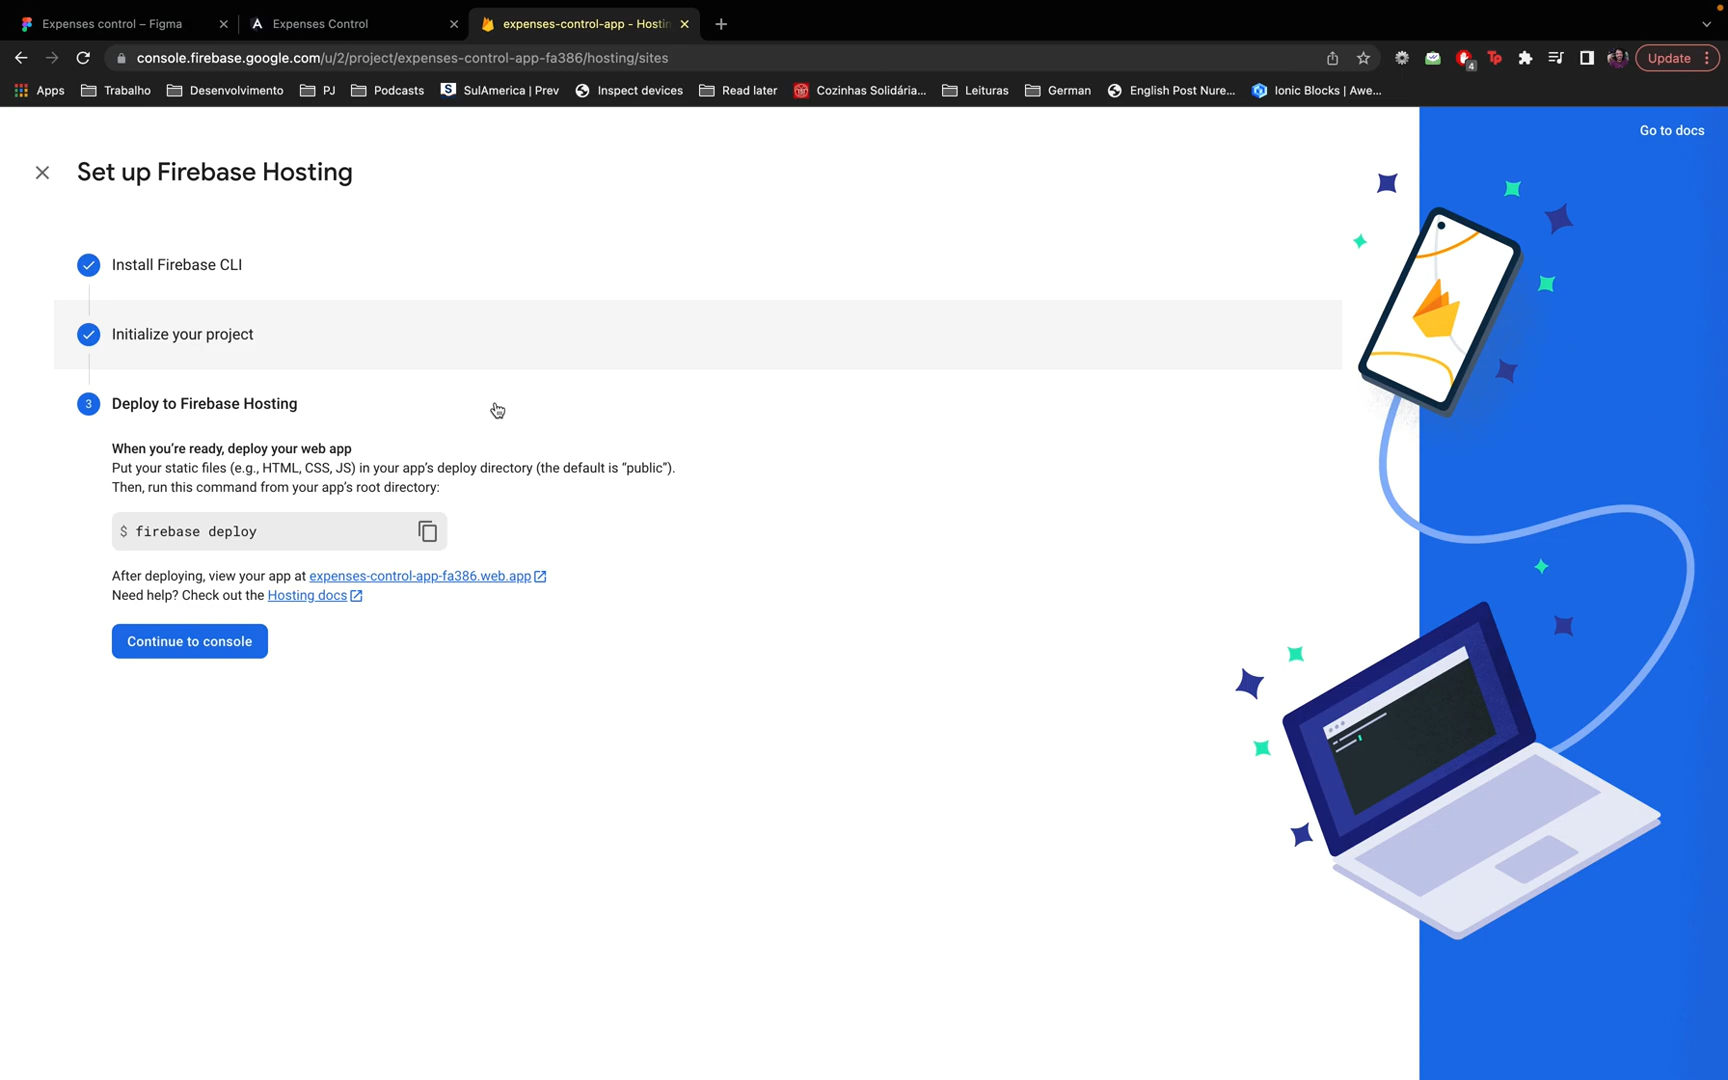 Expenses control – Figma
Expenses Control
expenses-control-app - Hostin
console.firebase.google.com/u/2/project/expenses-control-app-fa386/hosting/sites
4
Update
Apps
Trabalho
Desenvolvimento
PJ
Podcasts
SulAmerica | Prev
Inspect devices
Read later
Cozinhas Solidária...
Leituras
German
English Post Nure...
Ionic Blocks | Awe...
Go to docs
Set up Firebase Hosting
Install Firebase CLI
Initialize your project
3
Deploy to Firebase Hosting
When you’re ready, deploy your web app
Put your static files (e.g., HTML, CSS, JS) in your app’s deploy directory (the default is “public”).
Then, run this command from your app’s root directory:
$ firebase deploy
After deploying, view your app at expenses-control-app-fa386.web.app
Need help? Check out the Hosting docs
Continue to console